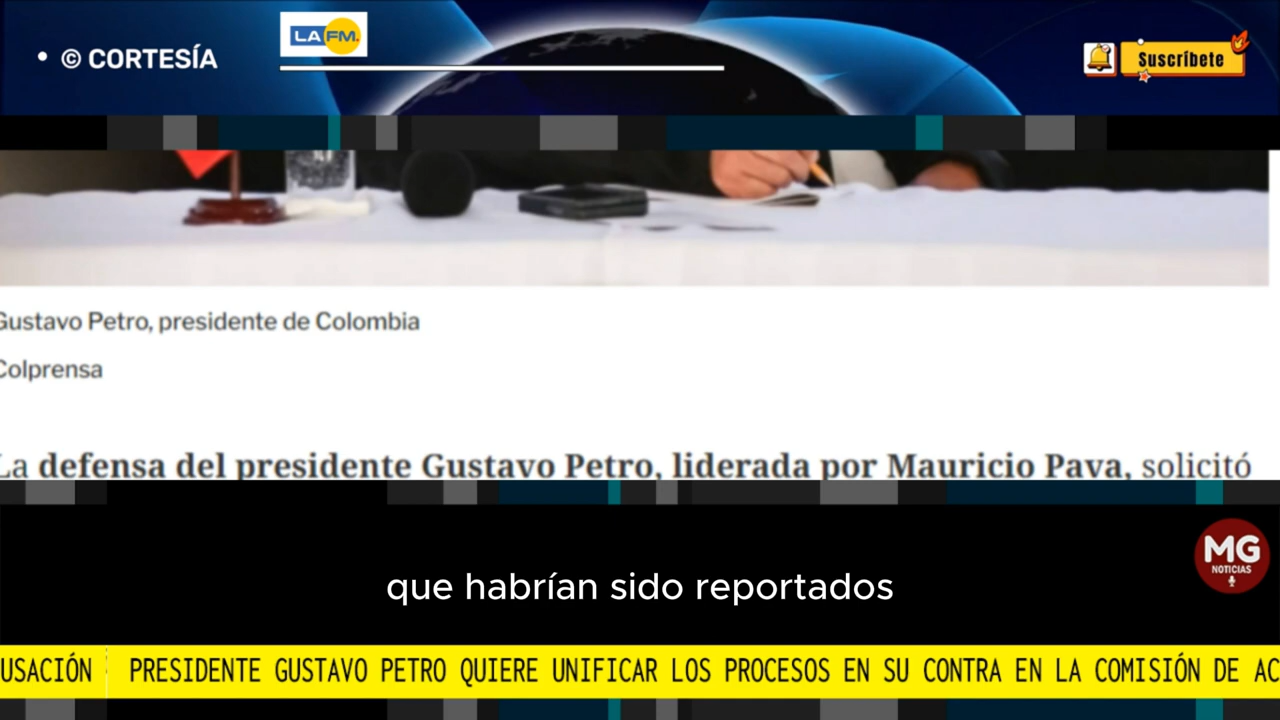 • © CORTESÍA
LA FM.
Suscríbete
Gustavo Petro, presidente de Colombia
Colprensa
La defensa del presidente Gustavo Petro, liderada por Mauricio Pava, solicitó
que habrían sido reportados
MG
NOTICIAS
USACIÓN PRESIDENTE GUSTAVO PETRO QUIERE UNIFICAR LOS PROCESOS EN SU CONTRA EN LA COMISIÓN DE AC